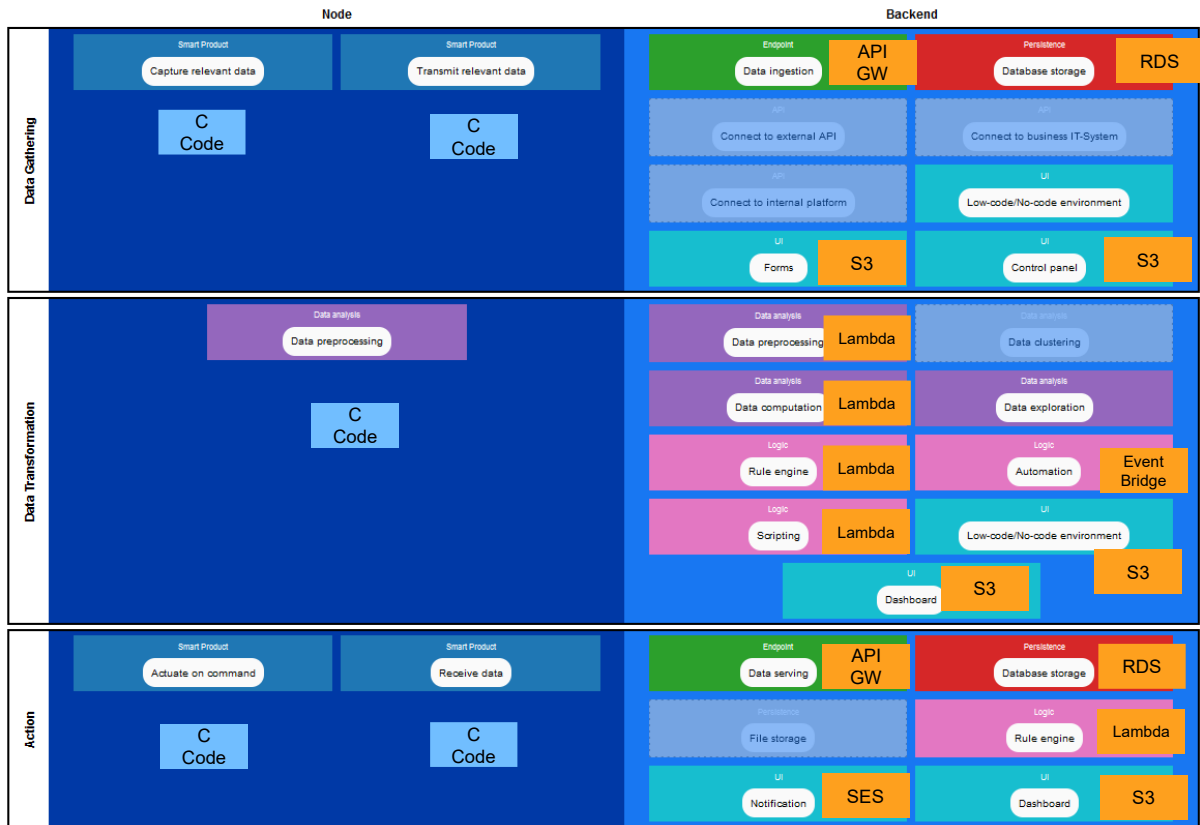 Node
Backend
Data Gathering
Smart Product
Capture relevant data
C
Code
Smart Product
Transmit relevant data
C
Code
Endpoint
Data ingestion
API
GW
Persistence
Database storage
RDS
API
Connect to external API
API
Connect to business IT-System
API
Connect to internal platform
UI
Low-code/No-code environment
UI
Forms
S3
UI
Control panel
S3
Data Transformation
Data analysis
Data preprocessing
C
Code
Data analysis
Data preprocessing
Lambda
Data analysis
Data clustering
Data analysis
Data computation
Lambda
Data analysis
Data exploration
Logic
Rule engine
Lambda
Logic
Automation
Event
Bridge
Logic
Scripting
Lambda
UI
Low-code/No-code environment
S3
UI
Dashboard
S3
Action
Smart Product
Actuate on command
C
Code
Smart Product
Receive data
C
Code
Endpoint
Data serving
API
GW
Persistence
Database storage
RDS
Persistence
File storage
Logic
Rule engine
Lambda
UI
Notification
SES
UI
Dashboard
S3